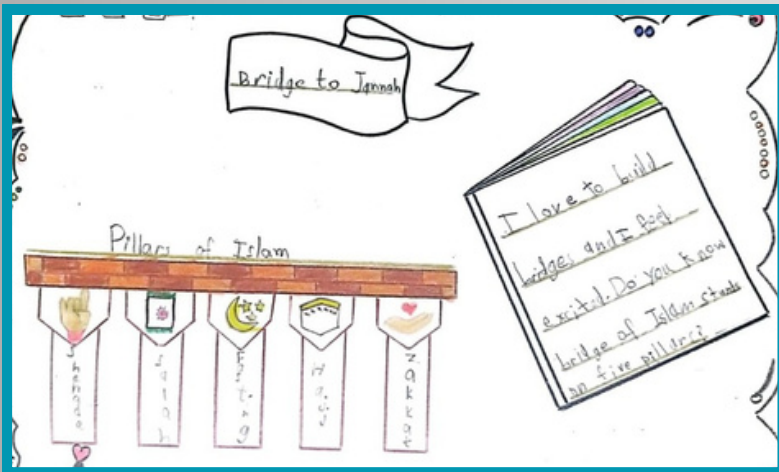 Bridge to Jannah
I love to build
bridges and I feel
excited. Do you know
bridge of Islam stands
on five pillars?
Pillars of Islam
Shahada
Salah
Fasting
Hajj
Zakkat